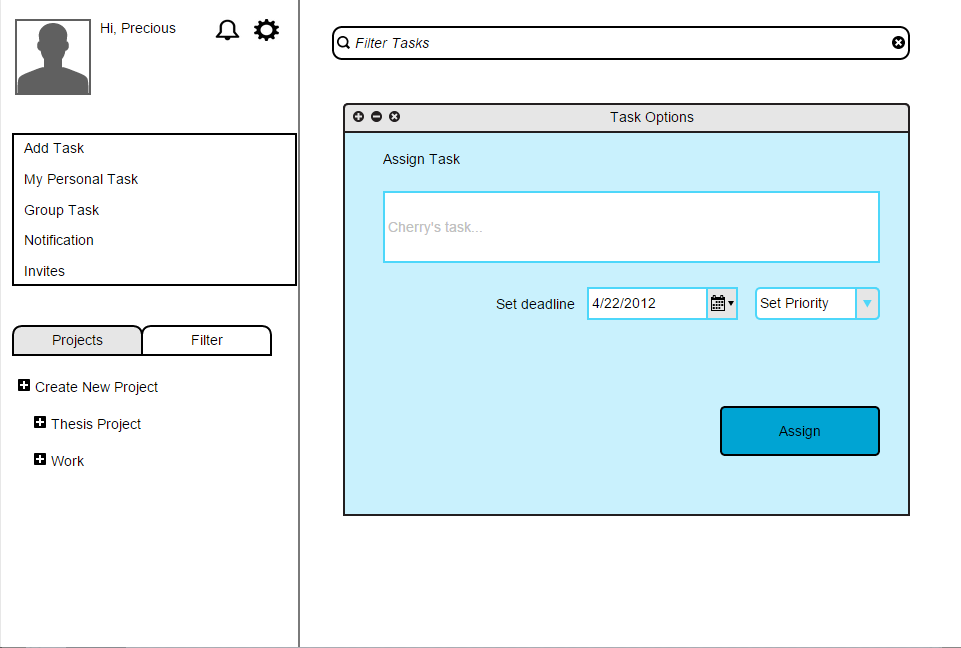 Hi, Precious
Filter Tasks
Add Task
My Personal Task
Group Task
Notification
Invites
Projects
Filter
Create New Project
Thesis Project
Work
Task Options
Assign Task
Cherry's task...
Set deadline
4/22/2012
Set Priority
Assign